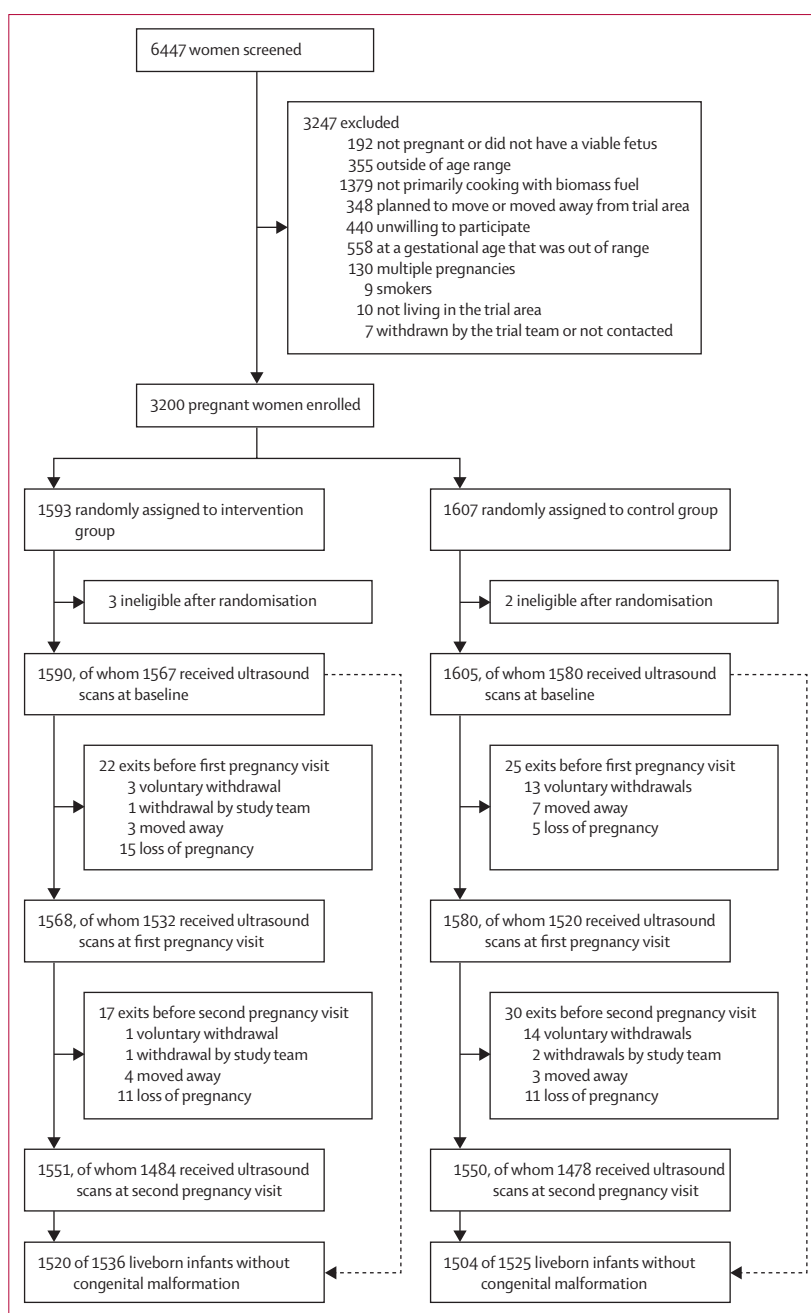 6447 women screened
3247 excluded
192 not pregnant or did not have a viable fetus
355 outside of age range
1379 not primarily cooking with biomass fuel
348 planned to move or moved away from trial area
440 unwilling to participate
558 at a gestational age that was out of range
130 multiple pregnancies
9 smokers
10 not living in the trial area
7 withdrawn by the trial team or not contacted
3200 pregnant women enrolled
1593 randomly assigned to intervention
group
1607 randomly assigned to control group
3 ineligible after randomisation
2 ineligible after randomisation
1590, of whom 1567 received ultrasound
scans at baseline
1605, of whom 1580 received ultrasound
scans at baseline
22 exits before first pregnancy visit
3 voluntary withdrawal
1 withdrawal by study team
3 moved away
15 loss of pregnancy
25 exits before first pregnancy visit
13 voluntary withdrawals
7 moved away
5 loss of pregnancy
1568, of whom 1532 received ultrasound
scans at first pregnancy visit
1580, of whom 1520 received ultrasound
scans at first pregnancy visit
17 exits before second pregnancy visit
1 voluntary withdrawal
1 withdrawal by study team
4 moved away
11 loss of pregnancy
30 exits before second pregnancy visit
14 voluntary withdrawals
2 withdrawals by study team
3 moved away
11 loss of pregnancy
1551, of whom 1484 received ultrasound
scans at second pregnancy visit
1550, of whom 1478 received ultrasound
scans at second pregnancy visit
1520 of 1536 liveborn infants without
congenital malformation
1504 of 1525 liveborn infants without
congenital malformation